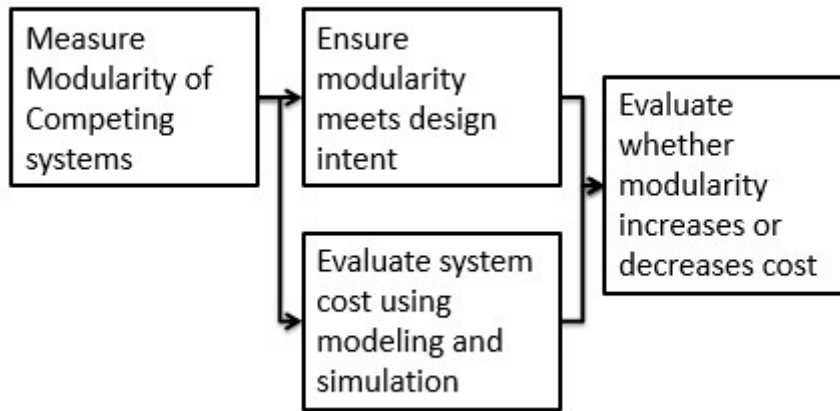 Measure
Modularity of
Competing
systems
Ensure
modularity
meets design
intent
Evaluate system
cost using
modeling and
simulation
Evaluate
whether
modularity
increases or
decreases cost